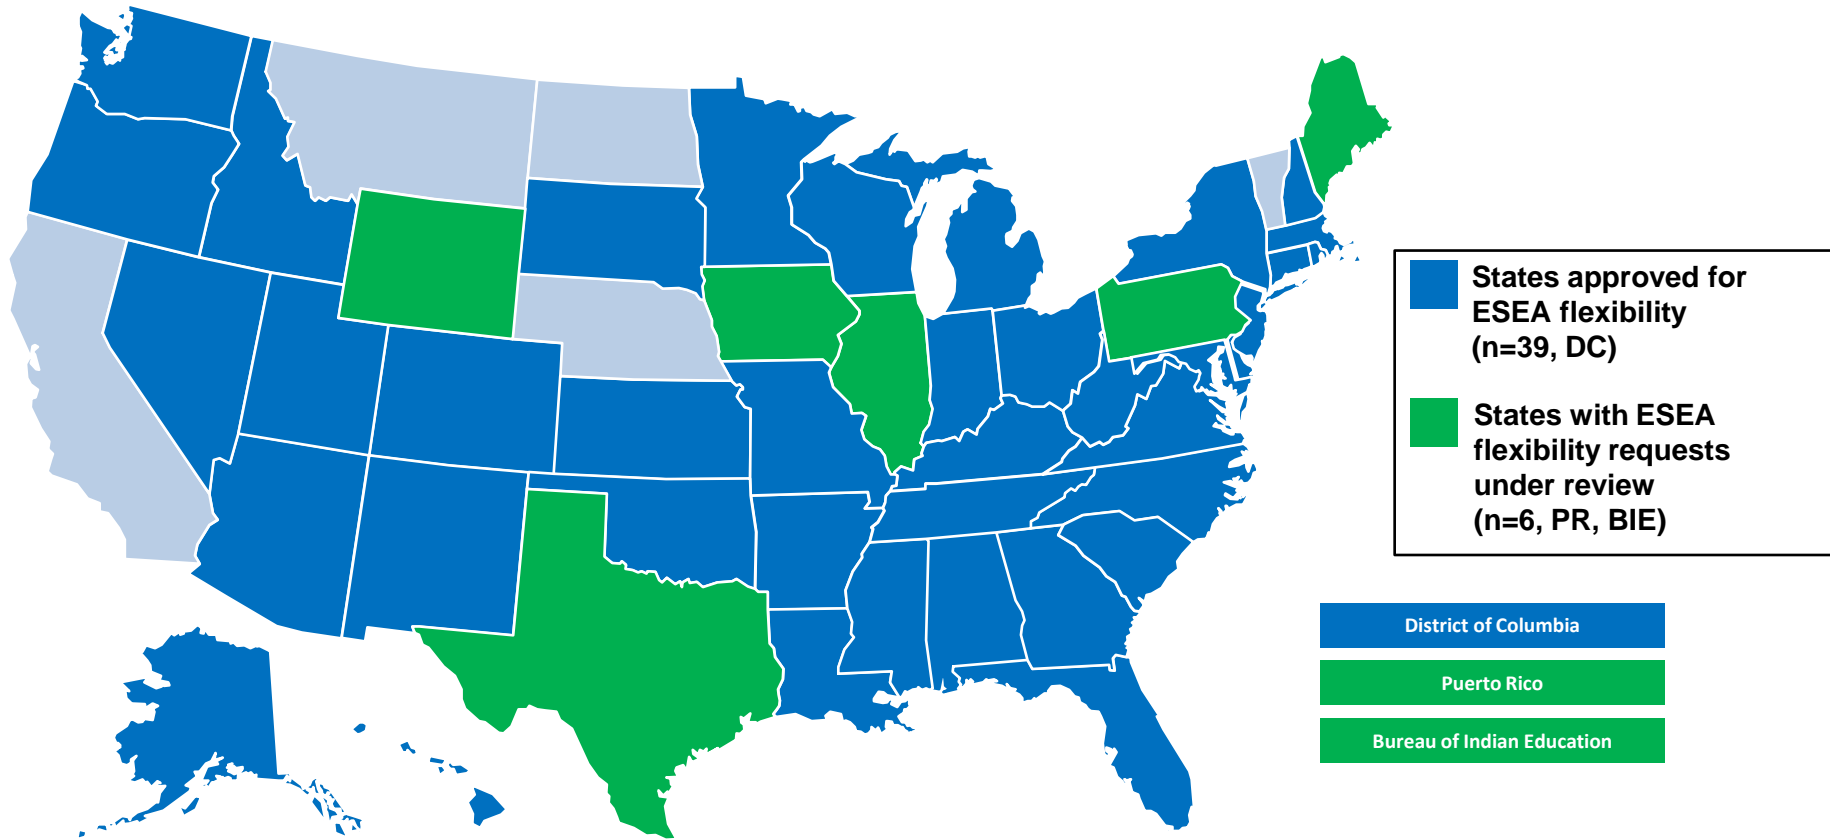 States approved for
ESEA flexibility
(n=39, DC)
States with ESEA
flexibility requests
under review
(n=6, PR, BIE)
District of Columbia
Puerto Rico
Bureau of Indian Education